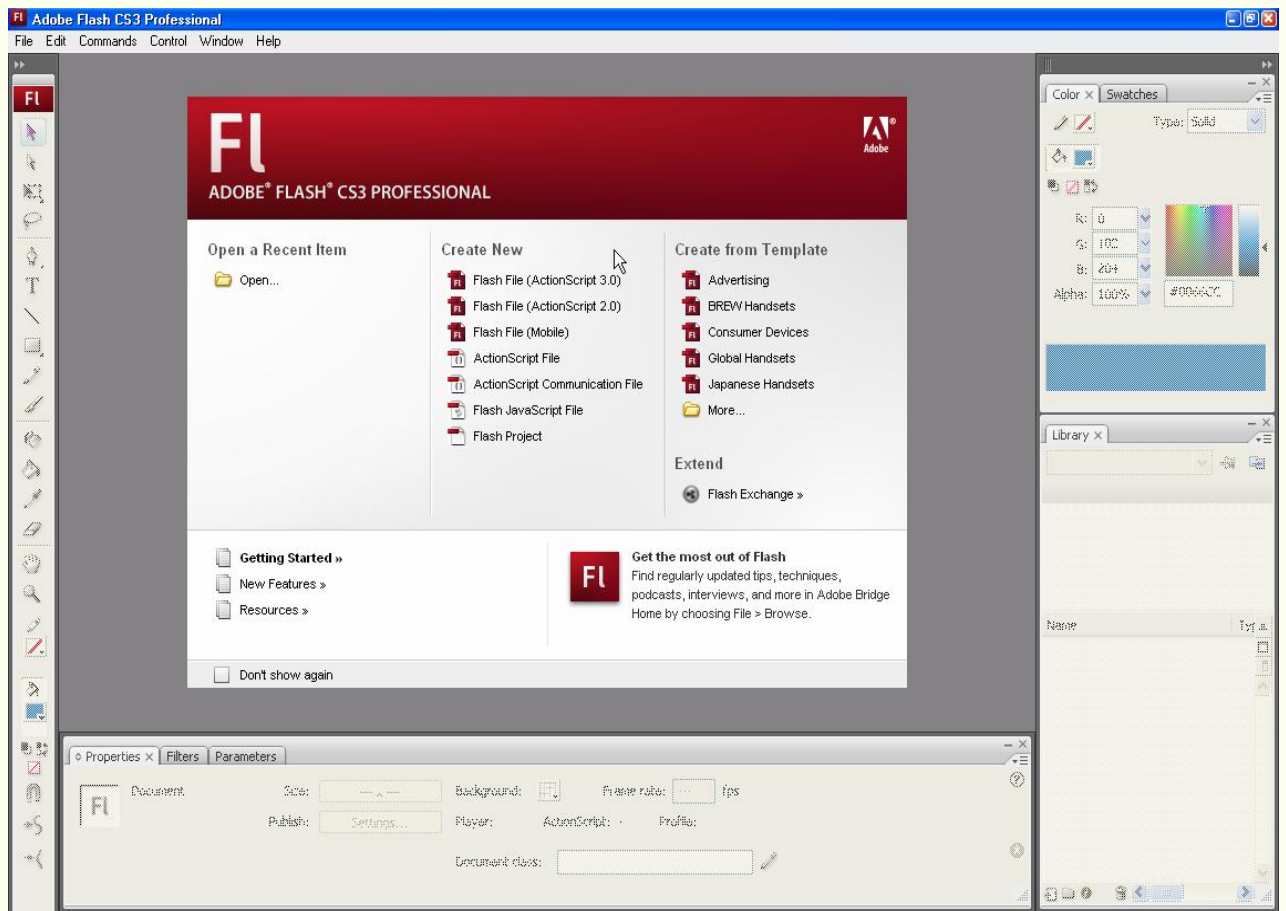 Fl Adobe Flash CS3 Professional
File Edit Commands Control Window Help
Fl
T
Fl
Adobe
ADOBE® FLASH® CS3 PROFESSIONAL
Open a Recent Item
Open...
Create New
Flash File (ActionScript 3.0)
Flash File (ActionScript 2.0)
Flash File (Mobile)
ActionScript File
ActionScript Communication File
Flash JavaScript File
Flash Project
Create from Template
Advertising
BREW Handsets
Consumer Devices
Global Handsets
Japanese Handsets
More...
Extend
Flash Exchange »
Getting Started »
New Features »
Resources »
Fl
Get the most out of Flash
Find regularly updated tips, techniques,
podcasts, interviews, and more in Adobe Bridge
Home by choosing File > Browse.
Don't show again
Color × Swatches
Type: Solid
R: 0
G: 102
B: 204
Alpha: 100% #0066CC
Library ×
Name
Properties × Filters Parameters
Fl
Document Size: Background: Frame rate: fps
Publish: Settings... Player: ActionScript: Profile:
Document class: